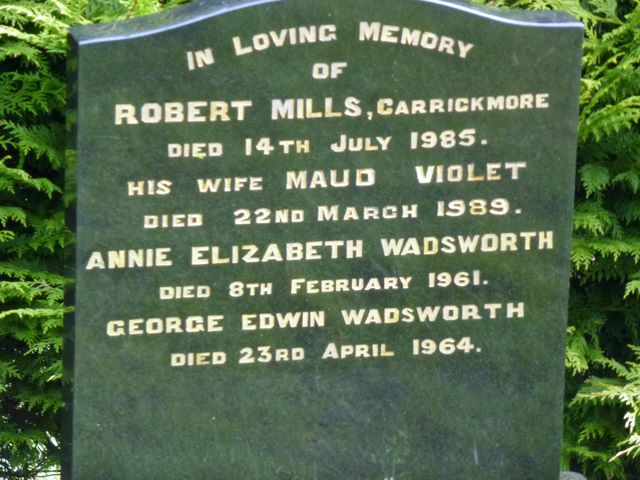 IN LOVING MEMORY
OF
ROBERT MILLS, CARRICKMORE
DIED 14TH JULY 1985.
HIS WIFE MAUD VIOLET
DIED 22ND MARCH 1989.
ANNIE ELIZABETH WADSWORTH
DIED 8TH FEBRUARY 1961.
GEORGE EDWIN WADSWORTH
DIED 23RD APRIL 1964.